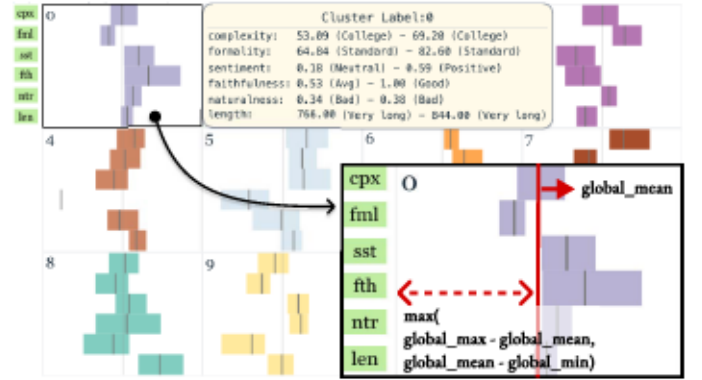 cpx
fml
sst
fth
ntr
len
0
Cluster Label:0
complexity: 53.09 (College) - 69.20 (College)
formality: 64.84 (Standard) - 82.60 (Standard)
sentiment: 0.18 (Neutral) - 0.59 (Positive)
faithfulness: 0.53 (Avg) - 1.00 (Good)
naturalness: 0.34 (Bad) - 0.38 (Bad)
length: 766.00 (Very long) - 844.00 (Very long)
4
5
6
7
8
9
cpx
fml
sst
fth
ntr
len
0
global_mean
max(
global_max - global_mean,
global_mean - global_min)